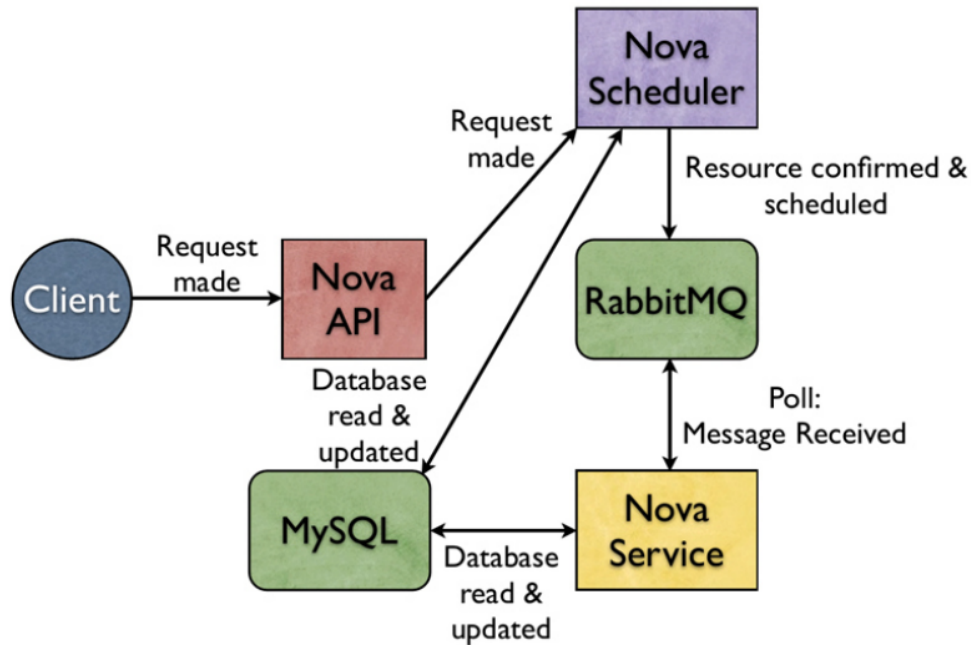 Nova
Scheduler
Request
made
Resource confirmed &
scheduled
Request
made
Client
Nova
API
RabbitMQ
Database
read &
updated
Poll:
Message Received
MySQL
Nova
Service
Database
read &
updated